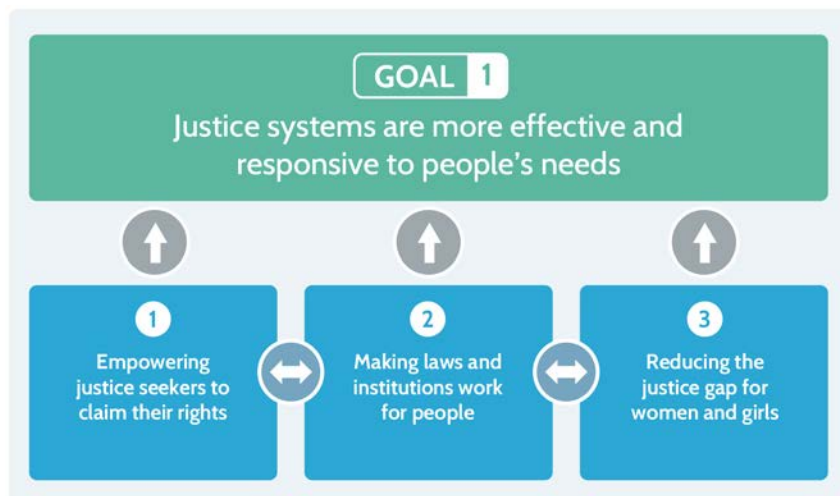 GOAL 1
Justice systems are more effective and
responsive to people's needs
1
Empowering
justice seekers to
claim their rights
2
Making laws and
institutions work
for people
3
Reducing the
justice gap for
women and girls